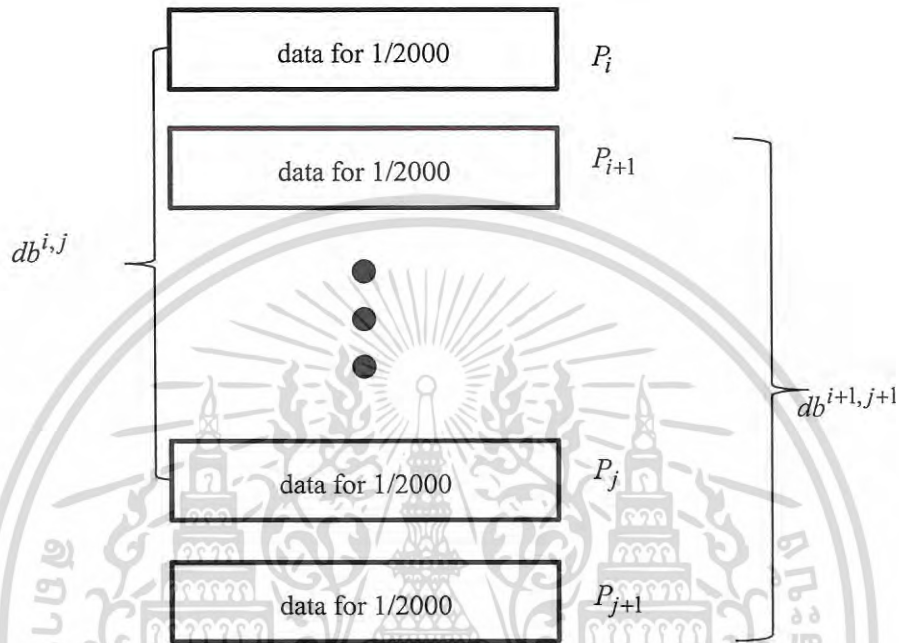 data for 1/2000 P_i
data for 1/2000 P_{i+1}
db^{i,j}
db^{i+1,j+1}
data for 1/2000 P_j
data for 1/2000 P_{j+1}